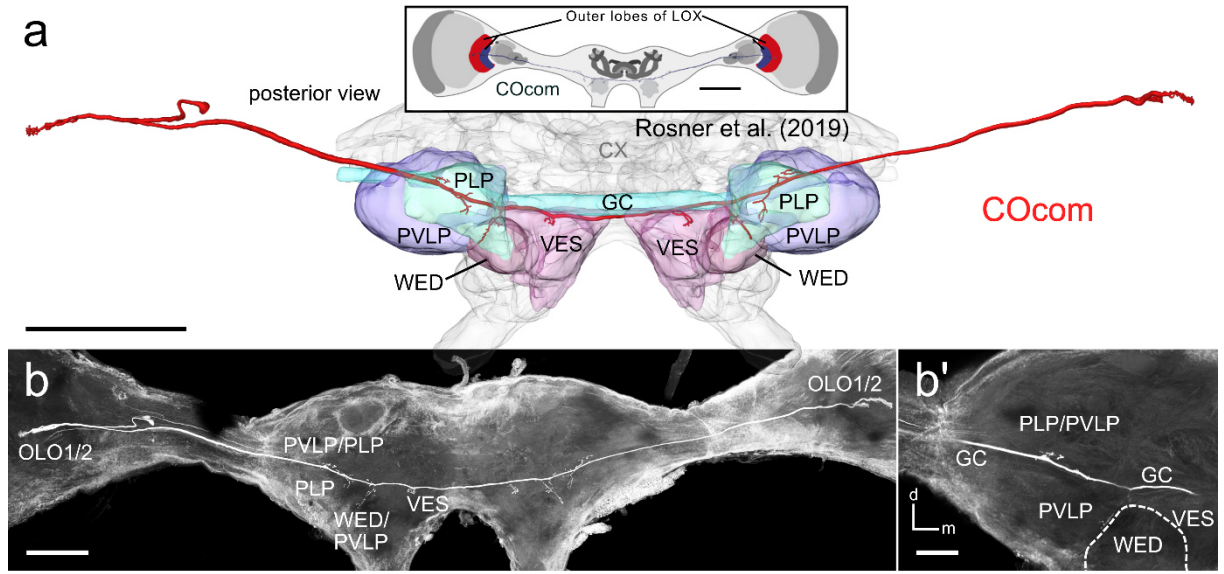 a
Outer lobes of LOX
COcom
posterior view
Rosner et al. (2019)
CX
PLP
GC
PLP
COcom
PVLP
VES
VES
PVLP
WED
WED
b
OLO1/2
PVLP/PLP
OLO1/2
PLP
VES
WED/
PVLP
b'
PLP/PVLP
GC
GC
d
m
PVLP
VES
WED